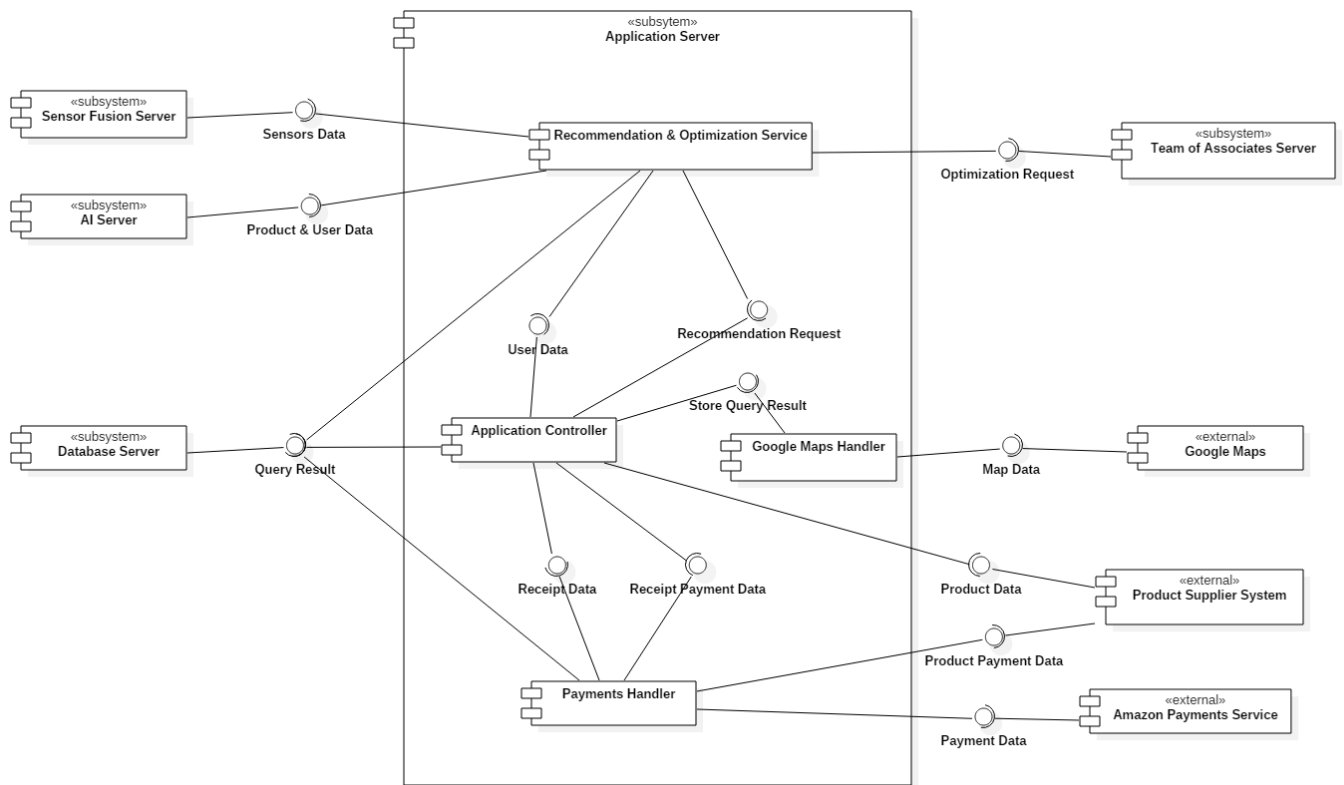 «subsytem»
Application Server
«subsystem»
Sensor Fusion Server
Sensors Data
Recommendation & Optimization Service
«subsystem»
Team of Associates Server
Optimization Request
«subsystem»
AI Server
Product & User Data
User Data
Recommendation Request
Store Query Result
«subsystem»
Database Server
Query Result
Application Controller
Google Maps Handler
Map Data
«external»
Google Maps
Receipt Data
Receipt Payment Data
Product Data
«external»
Product Supplier System
Product Payment Data
Payments Handler
Payment Data
«external»
Amazon Payments Service